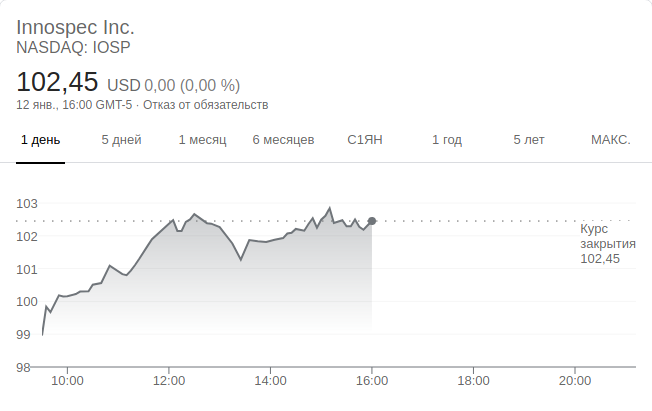 Innospec Inc.
NASDAQ: IOSP
102,45 USD 0,00 (0,00 %)
12 янв., 16:00 GMT-5 · Отказ от обязательств
1 день 5 дней 1 месяц 6 месяцев С1ЯН 1 год 5 лет МАКС.
103
102
101
100
99
98
Курс
закрытия
102,45
10:00 12:00 14:00 16:00 18:00 20:00